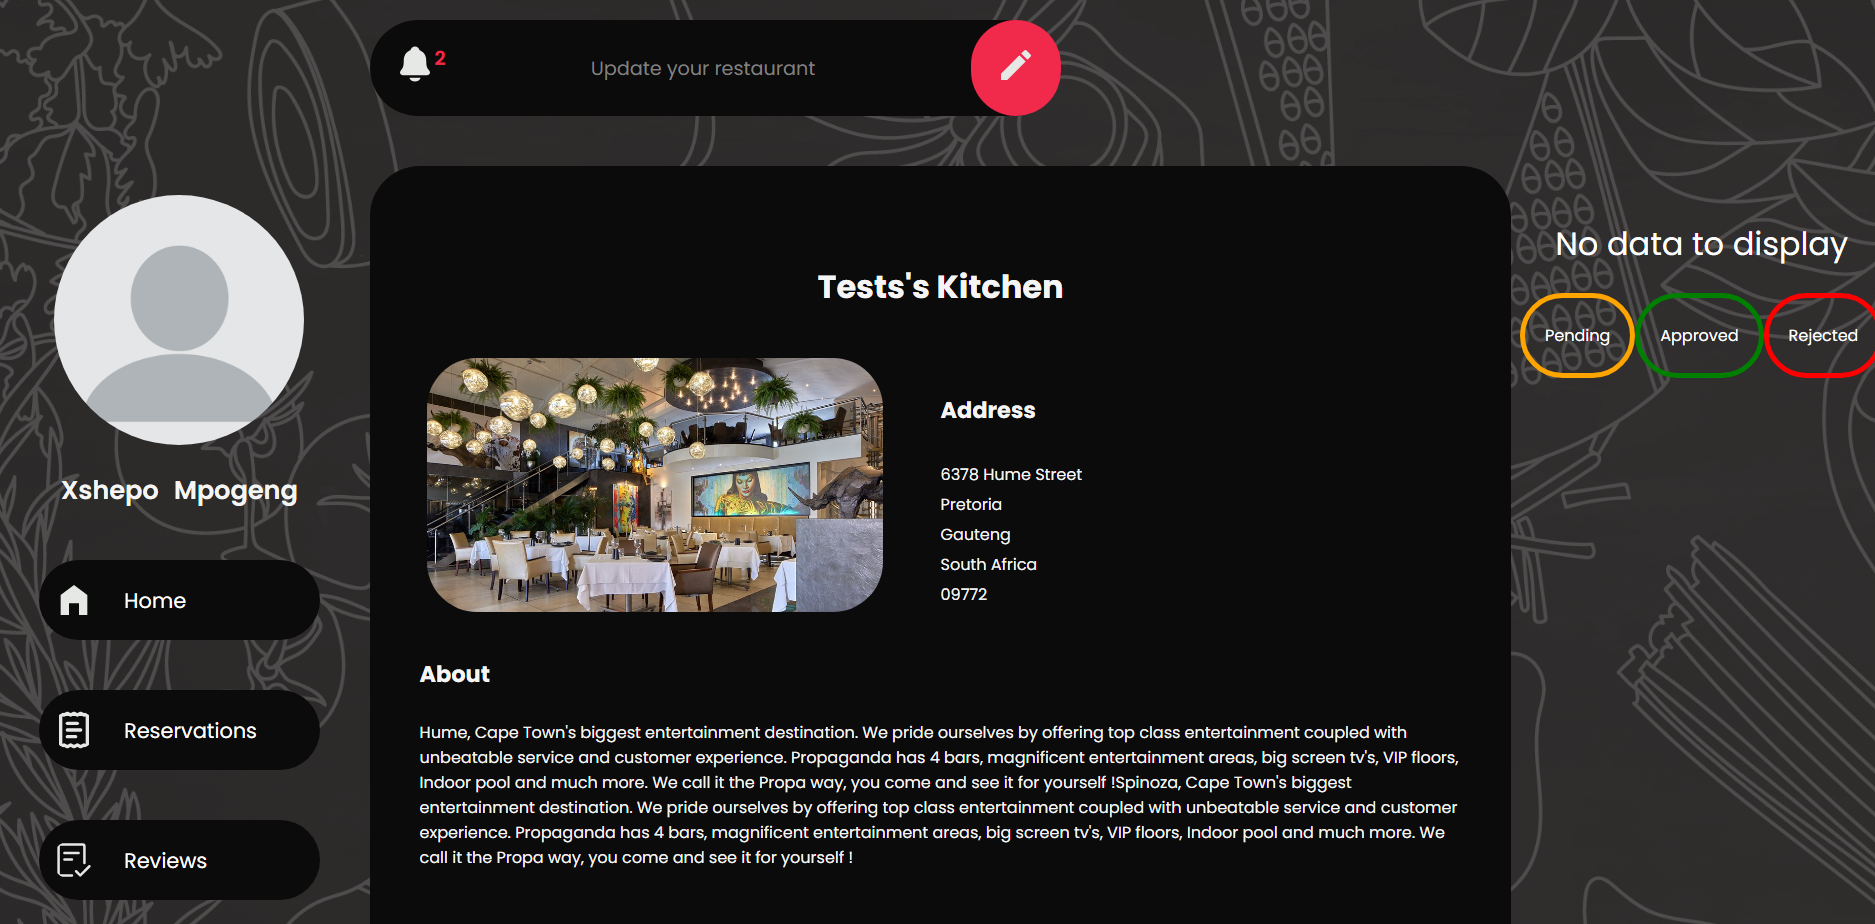 2
Update your restaurant
Xshepo Mpogeng
Home
Reservations
Reviews
Tests's Kitchen
Address
6378 Hume Street
Pretoria
Gauteng
South Africa
09772
About
Hume, Cape Town's biggest entertainment destination. We pride ourselves by offering top class entertainment coupled with
unbeatable service and customer experience. Propaganda has 4 bars, magnificent entertainment areas, big screen tv's, VIP floors,
Indoor pool and much more. We call it the Propa way, you come and see it for yourself !Spinoza, Cape Town's biggest
entertainment destination. We pride ourselves by offering top class entertainment coupled with unbeatable service and customer
experience. Propaganda has 4 bars, magnificent entertainment areas, big screen tv's, VIP floors, Indoor pool and much more. We
call it the Propa way, you come and see it for yourself !
No data to display
Pending
Approved
Rejected